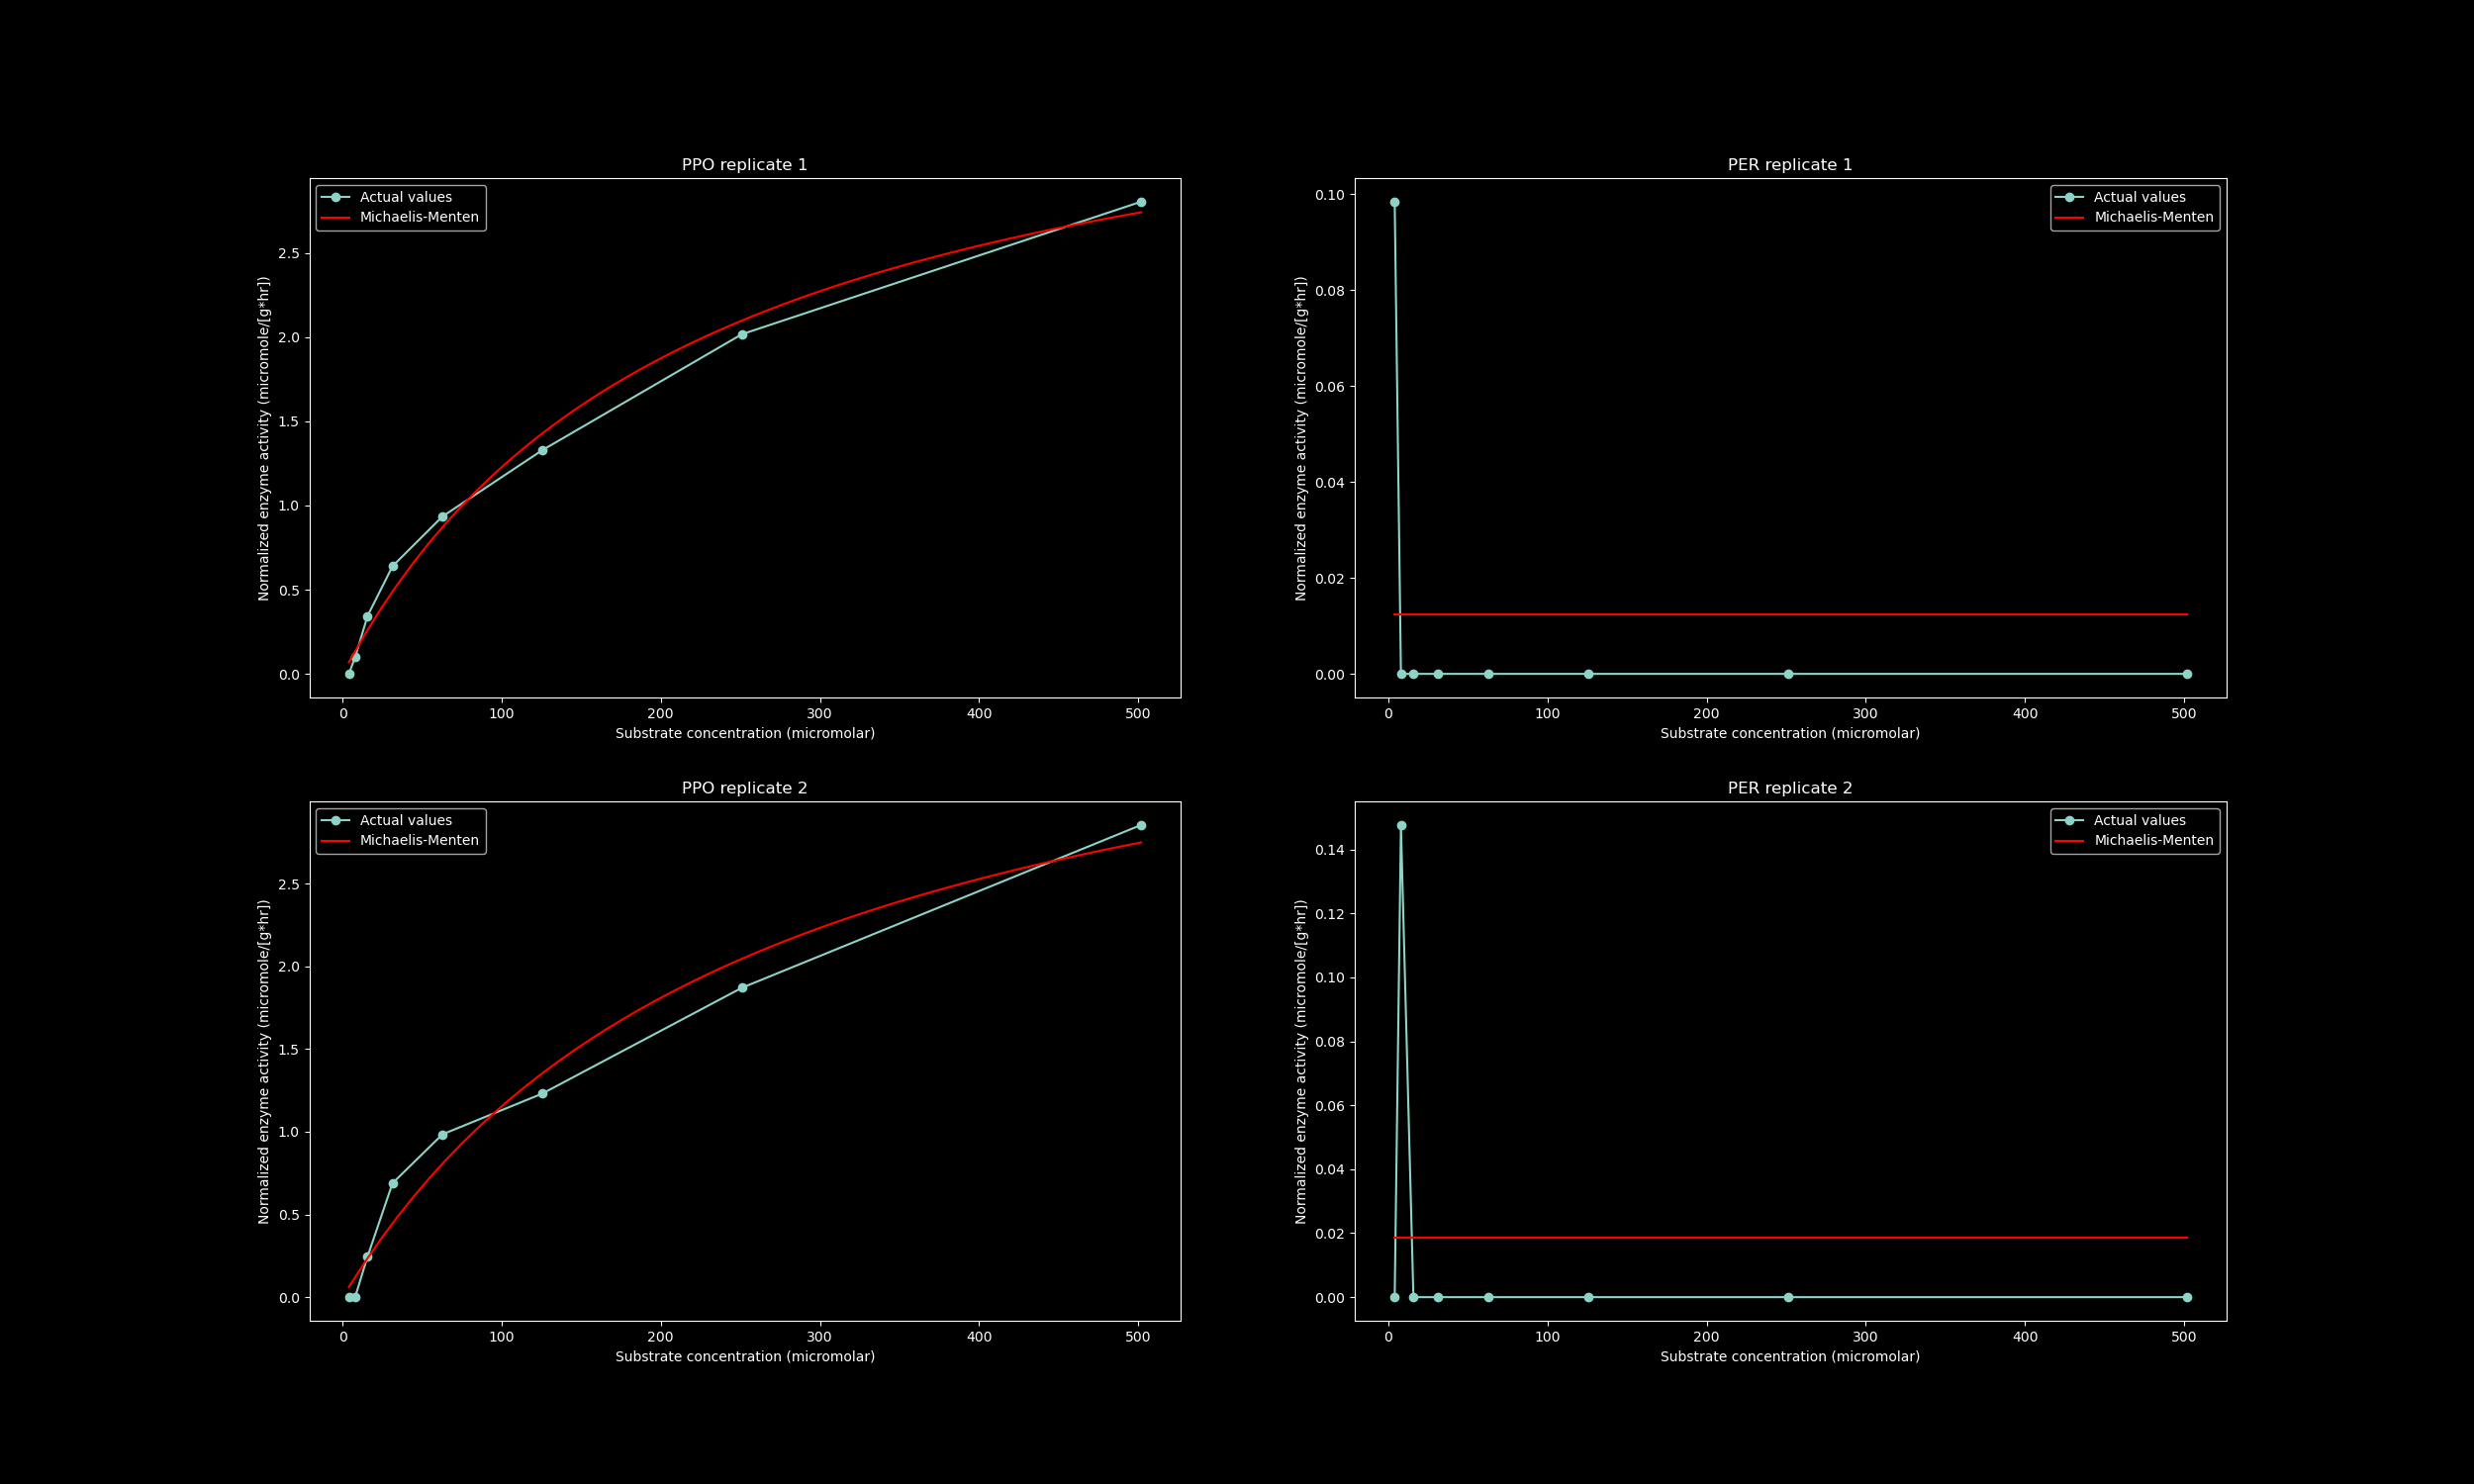 PPO replicate 1
Actual values
Michaelis-Menten
Normalized enzyme activity (micromole/[g*hr])
2.5
2.0
1.5
1.0
0.5
0.0
0 100 200 300 400 500
Substrate concentration (micromolar)
PER replicate 1
Actual values
Michaelis-Menten
Normalized enzyme activity (micromole/[g*hr])
0.10
0.08
0.06
0.04
0.02
0.00
0 100 200 300 400 500
Substrate concentration (micromolar)
PPO replicate 2
Actual values
Michaelis-Menten
Normalized enzyme activity (micromole/[g*hr])
2.5
2.0
1.5
1.0
0.5
0.0
0 100 200 300 400 500
Substrate concentration (micromolar)
PER replicate 2
Actual values
Michaelis-Menten
Normalized enzyme activity (micromole/[g*hr])
0.14
0.12
0.10
0.08
0.06
0.04
0.02
0.00
0 100 200 300 400 500
Substrate concentration (micromolar)